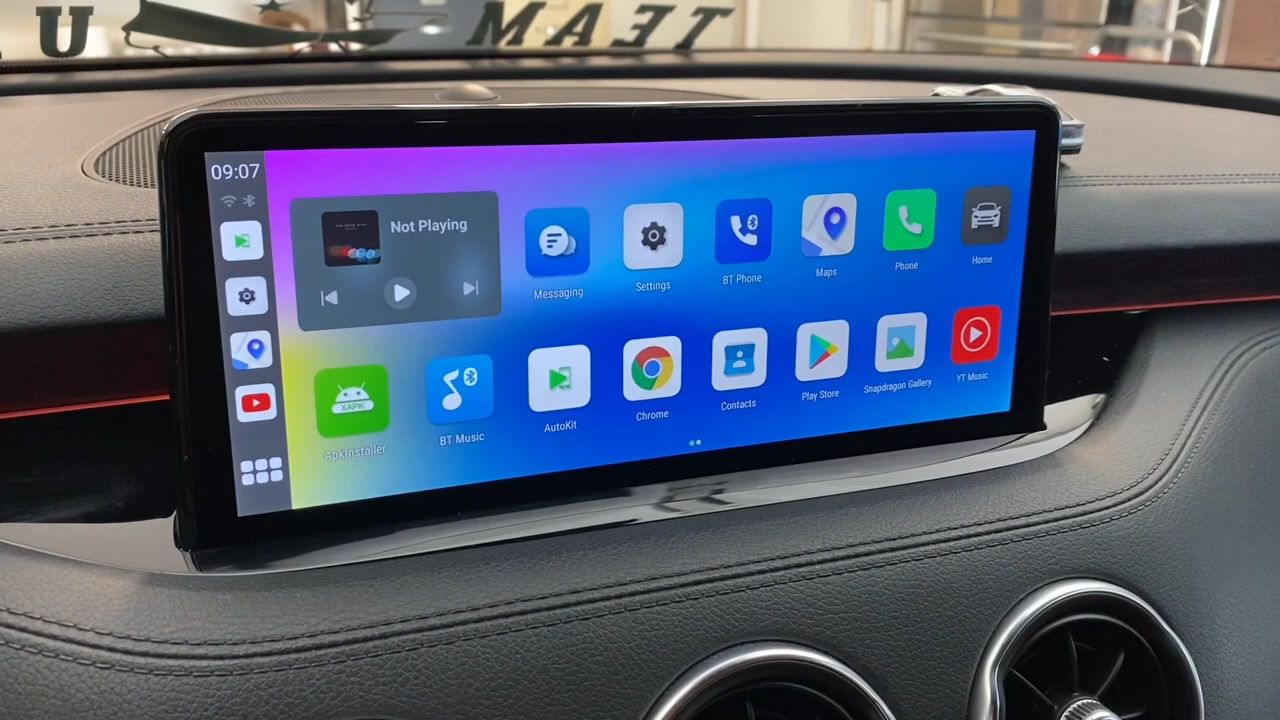 U
TEAM
09:07
Not Playing
Messaging
Settings
BT Phone
Maps
Phone
Home
XAPK
ApkInstaller
BT Music
AutoKit
Chrome
Contacts
Play Store
Snapdragon Gallery
YT Music